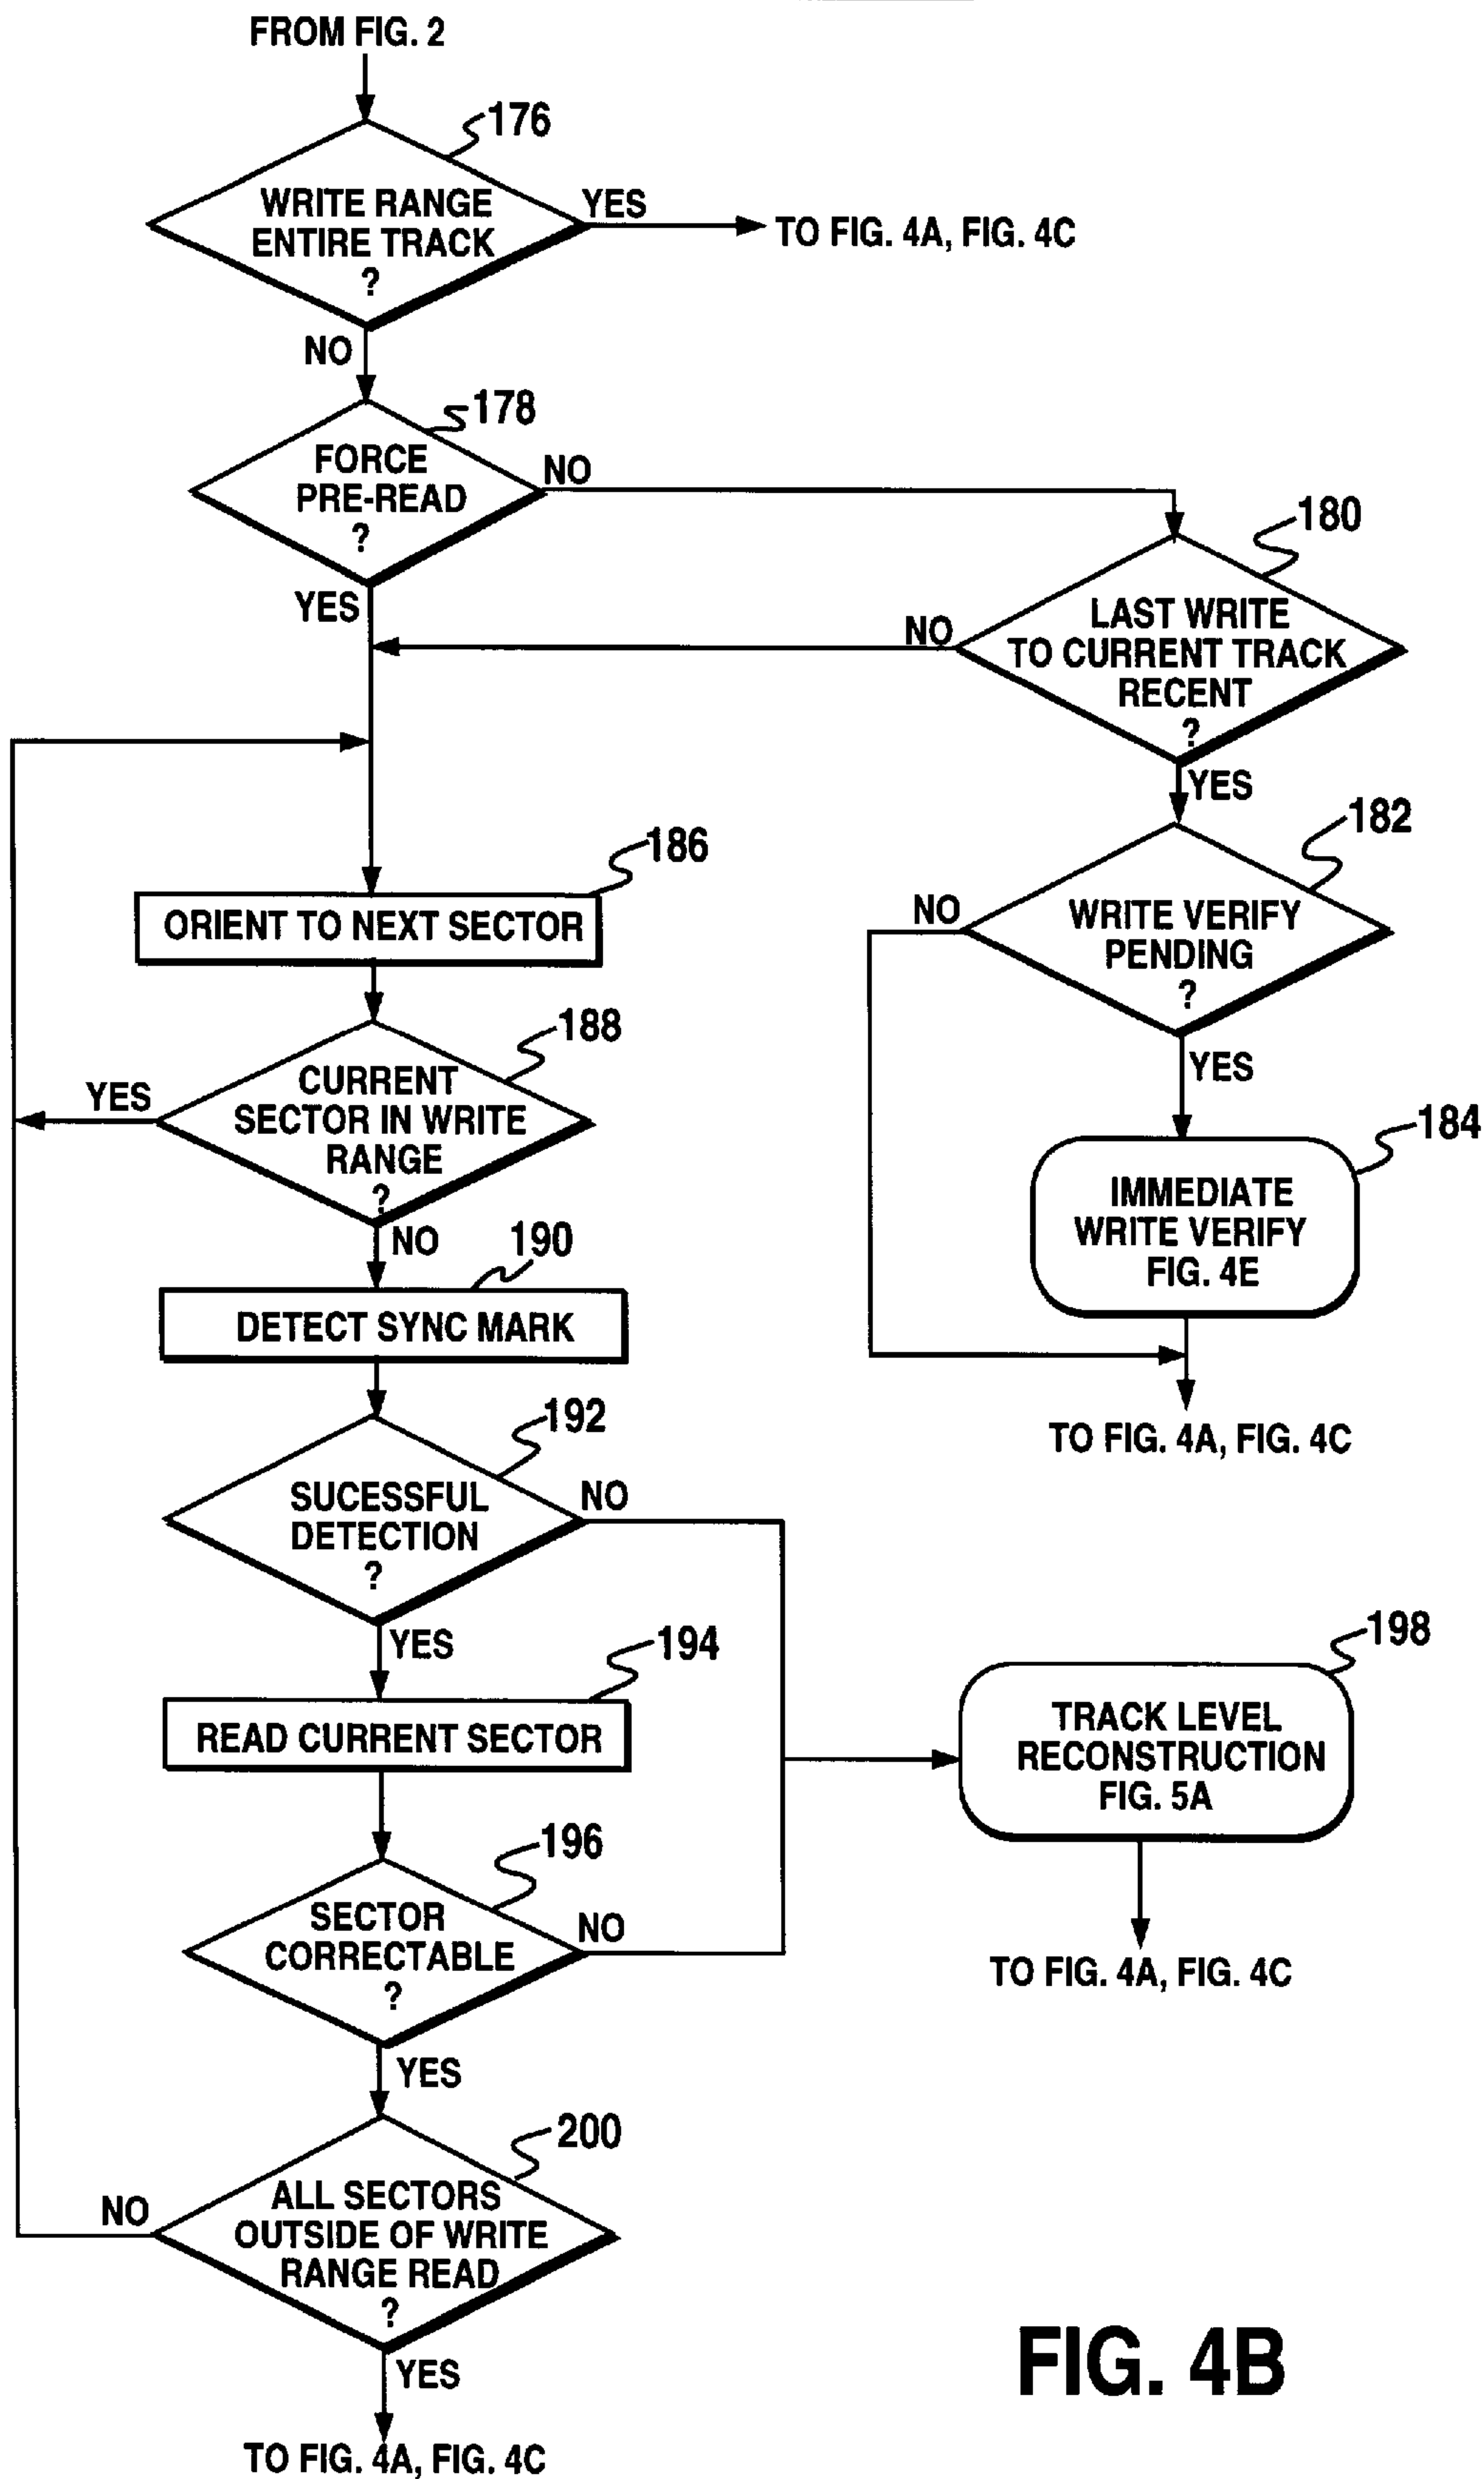 FROM FIG. 2
176
WRITE RANGE
ENTIRE TRACK
?
YES
TO FIG. 4A, FIG. 4C
NO
178
FORCE
PRE-READ
?
NO
YES
180
LAST WRITE
TO CURRENT TRACK
RECENT
?
NO
YES
182
WRITE VERIFY
PENDING
?
NO
YES
184
IMMEDIATE
WRITE VERIFY
FIG. 4E
TO FIG. 4A, FIG. 4C
186
ORIENT TO NEXT SECTOR
188
CURRENT
SECTOR IN WRITE
RANGE
?
YES
NO
190
DETECT SYNC MARK
192
SUCESSFUL
DETECTION
?
NO
YES
194
READ CURRENT SECTOR
196
SECTOR
CORRECTABLE
?
NO
YES
198
TRACK LEVEL
RECONSTRUCTION
FIG. 5A
TO FIG. 4A, FIG. 4C
200
ALL SECTORS
OUTSIDE OF WRITE
RANGE READ
?
NO
YES
TO FIG. 4A, FIG. 4C
FIG. 4B